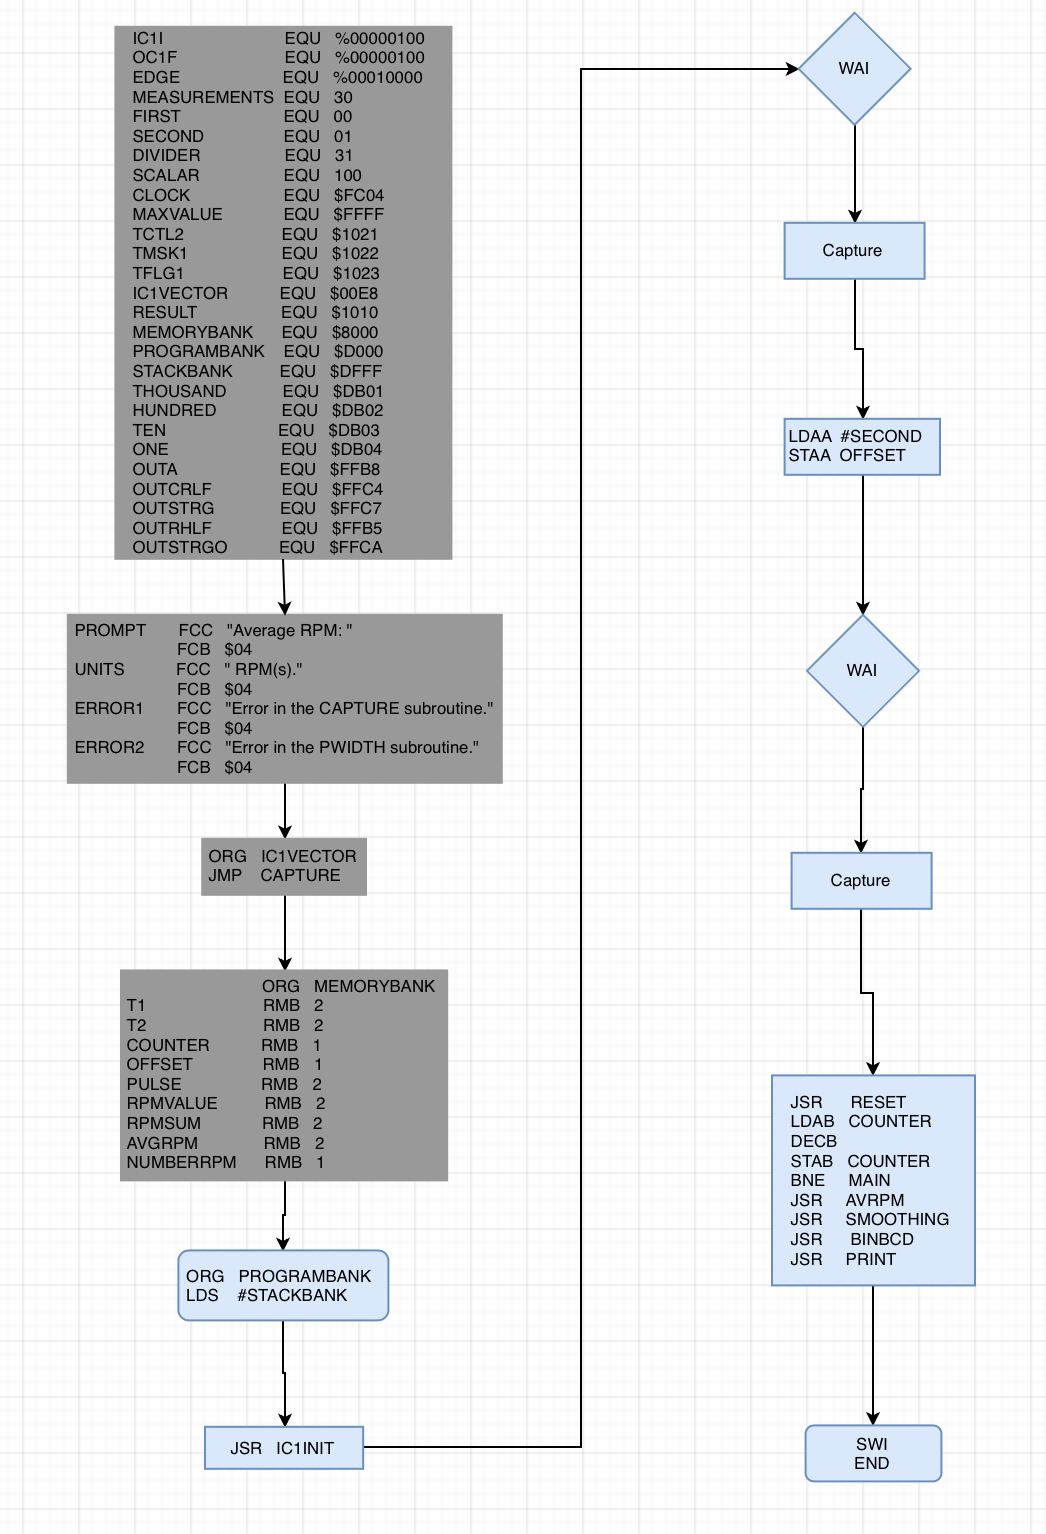 IC1I EQU %00000100
OC1F EQU %00000100
EDGE EQU %00010000
MEASUREMENTS EQU 30
FIRST EQU 00
SECOND EQU 01
DIVIDER EQU 31
SCALAR EQU 100
CLOCK EQU $FC04
MAXVALUE EQU $FFFF
TCTL2 EQU $1021
TMSK1 EQU $1022
TFLG1 EQU $1023
IC1VECTOR EQU $00E8
RESULT EQU $1010
MEMORYBANK EQU $8000
PROGRAMBANK EQU $D000
STACKBANK EQU $DFFF
THOUSAND EQU $DB01
HUNDRED EQU $DB02
TEN EQU $DB03
ONE EQU $DB04
OUTA EQU $FFB8
OUTCRLF EQU $FFC4
OUTSTRG EQU $FFC7
OUTRHLF EQU $FFB5
OUTSTRGO EQU $FFCA
PROMPT FCC "Average RPM: "
FCB $04
UNITS FCC " RPM(s)."
FCB $04
ERROR1 FCC "Error in the CAPTURE subroutine."
FCB $04
ERROR2 FCC "Error in the PWIDTH subroutine."
FCB $04
ORG IC1VECTOR
JMP CAPTURE
ORG MEMORYBANK
T1 RMB 2
T2 RMB 2
COUNTER RMB 1
OFFSET RMB 1
PULSE RMB 2
RPMVALUE RMB 2
RPMSUM RMB 2
AVGRPM RMB 2
NUMBERRPM RMB 1
ORG PROGRAMBANK
LDS #STACKBANK
JSR IC1INIT
WAI
Capture
LDAA #SECOND
STAA OFFSET
WAI
Capture
JSR RESET
LDAB COUNTER
DECB
STAB COUNTER
BNE MAIN
JSR AVRPM
JSR SMOOTHING
JSR BINBCD
JSR PRINT
SWI
END